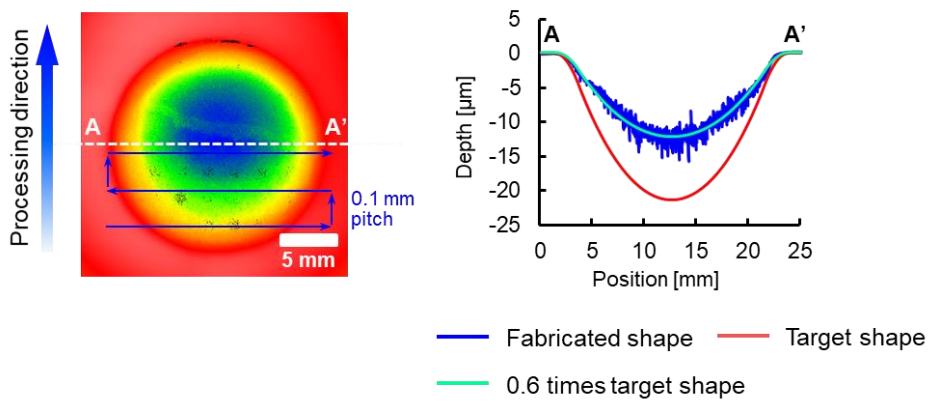 Processing direction
A
A'
0.1 mm
pitch
5 mm
5
0
-5
-10
-15
-20
-25
Depth [μm]
A
A'
0
5
10
15
20
25
Position [mm]
Fabricated shape
Target shape
0.6 times target shape